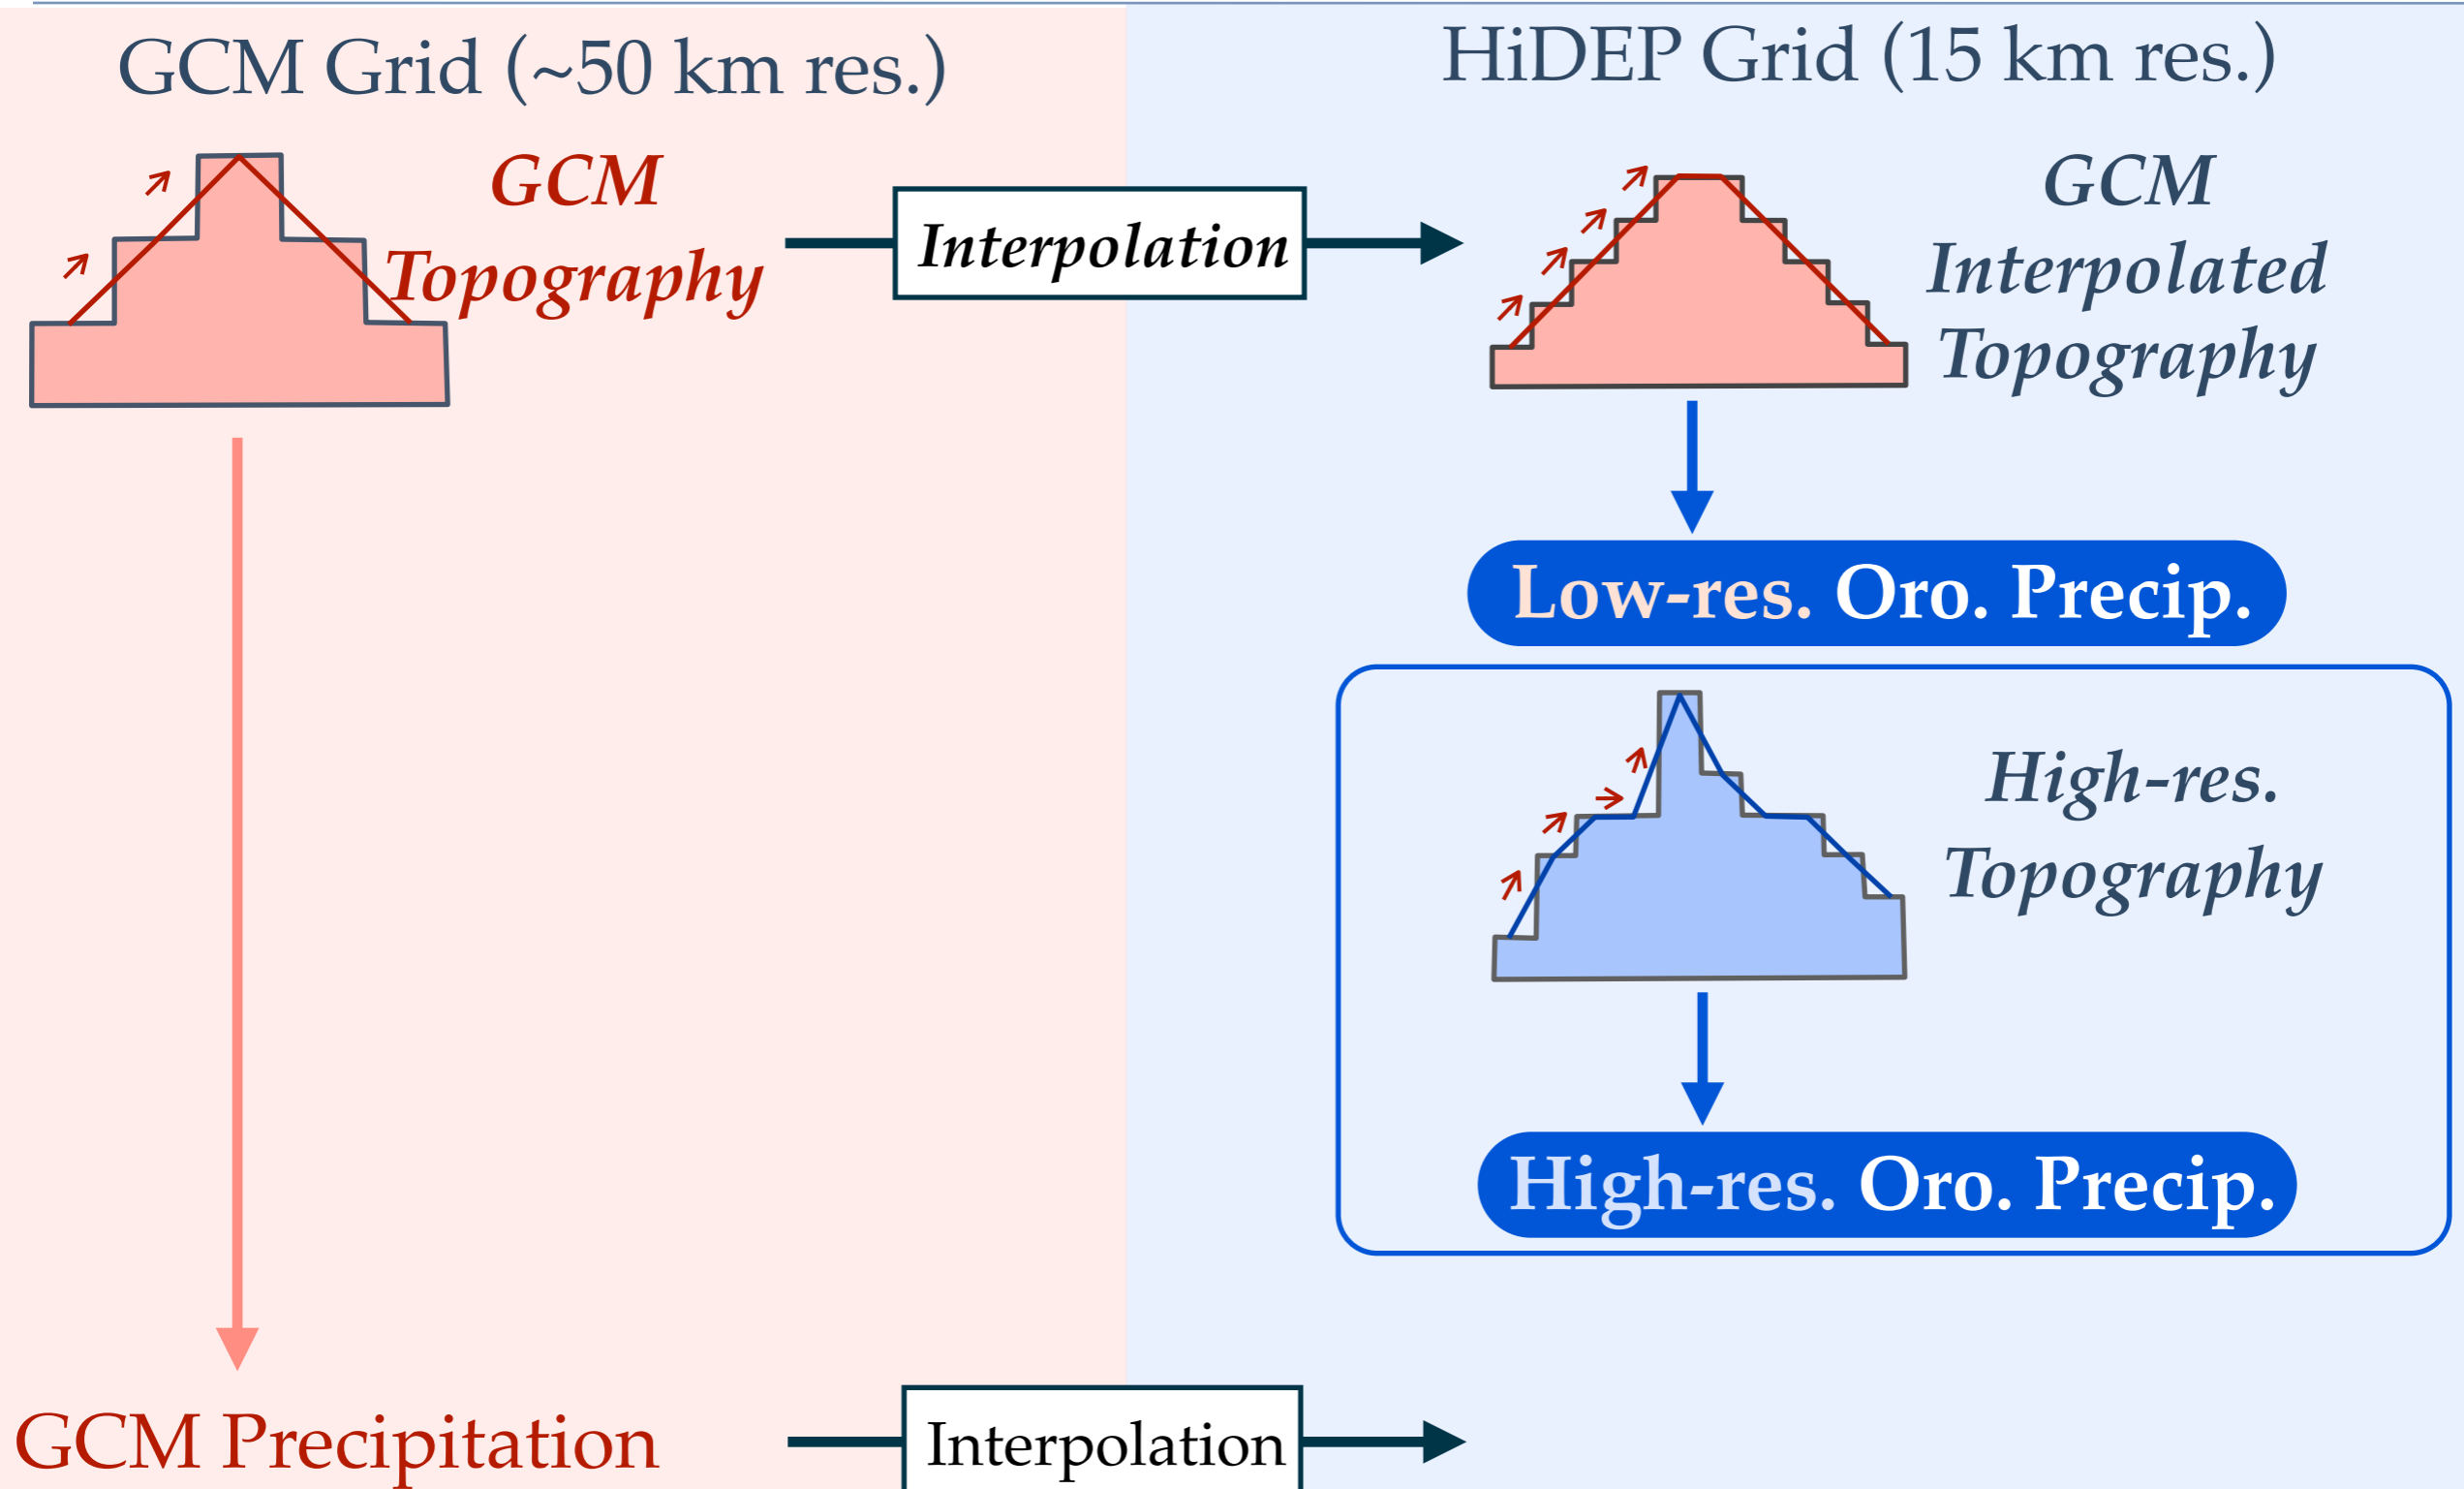 GCM Grid (~50 km res.)
HiDEP Grid (15 km res.)
GCM
Topography
Interpolation
GCM
Interpolated
Topography
Low-res. Oro. Precip.
High-res.
Topography
High-res. Oro. Precip.
GCM Precipitation
Interpolation